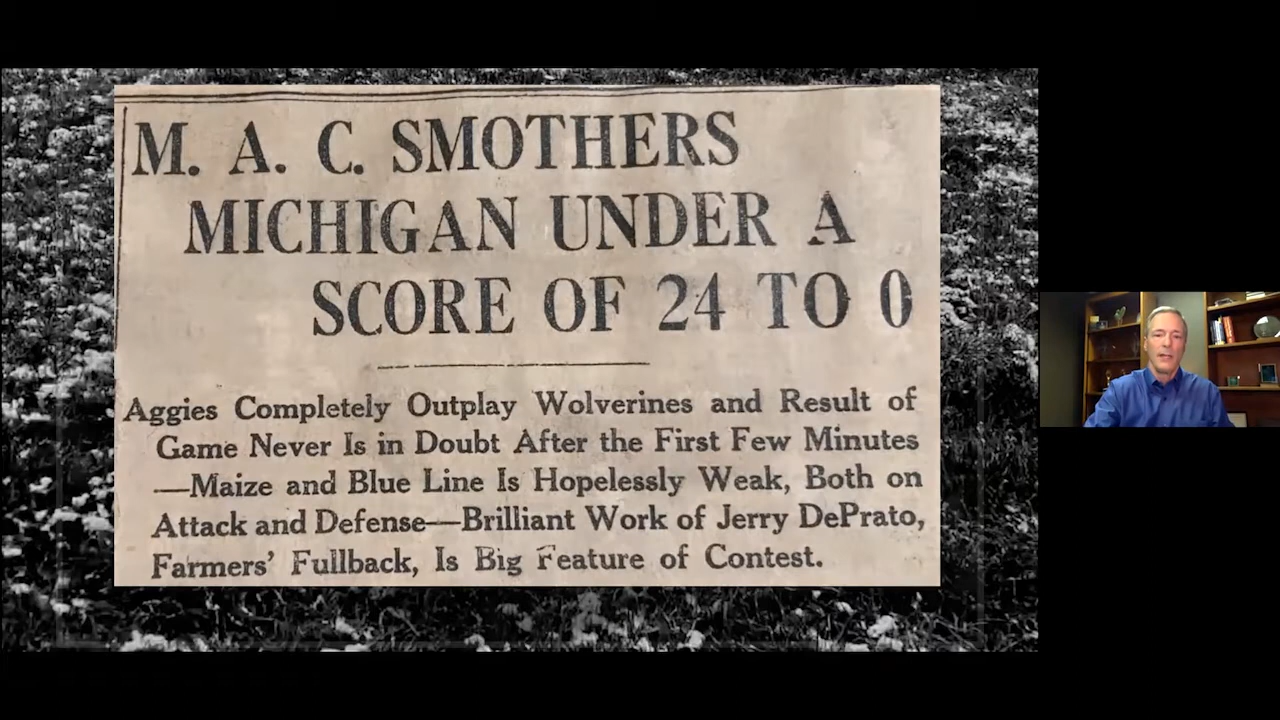 M. A. C. SMOTHERS
MICHIGAN UNDER A
SCORE OF 24 TO 0
Aggies Completely Outplay Wolverines and Result of
Game Never Is in Doubt After the First Few Minutes
—Maize and Blue Line Is Hopelessly Weak, Both on
Attack and Defense—Brilliant Work of Jerry DePrato,
Farmers' Fullback, Is Big Feature of Contest.